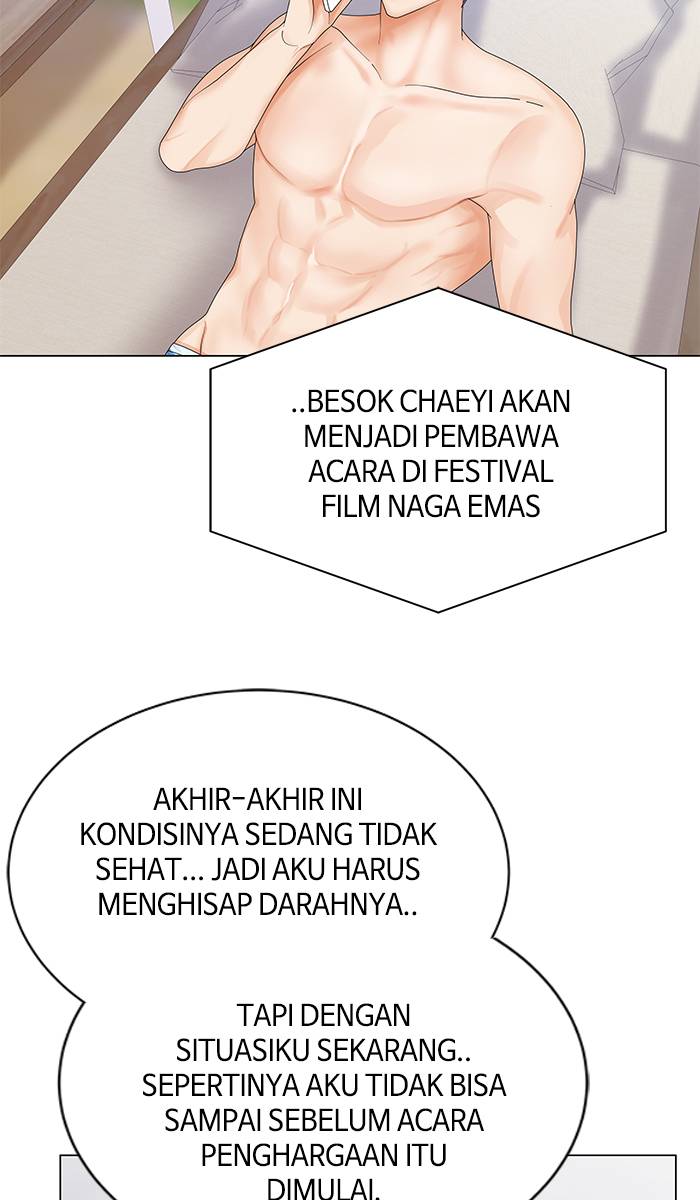 ..BESOK CHAEYI AKAN
MENJADI PEMBAWA
ACARA DI FESTIVAL
FILM NAGA EMAS
AKHIR-AKHIR INI
KONDISINYA SEDANG TIDAK
SEHAT... JADI AKU HARUS
MENGHISAP DARAHNYA..
TAPI DENGAN
SITUASIKU SEKARANG..
SEPERTINYA AKU TIDAK BISA
SAMPAI SEBELUM ACARA
PENGHARGAAN ITU
DIMULAI.